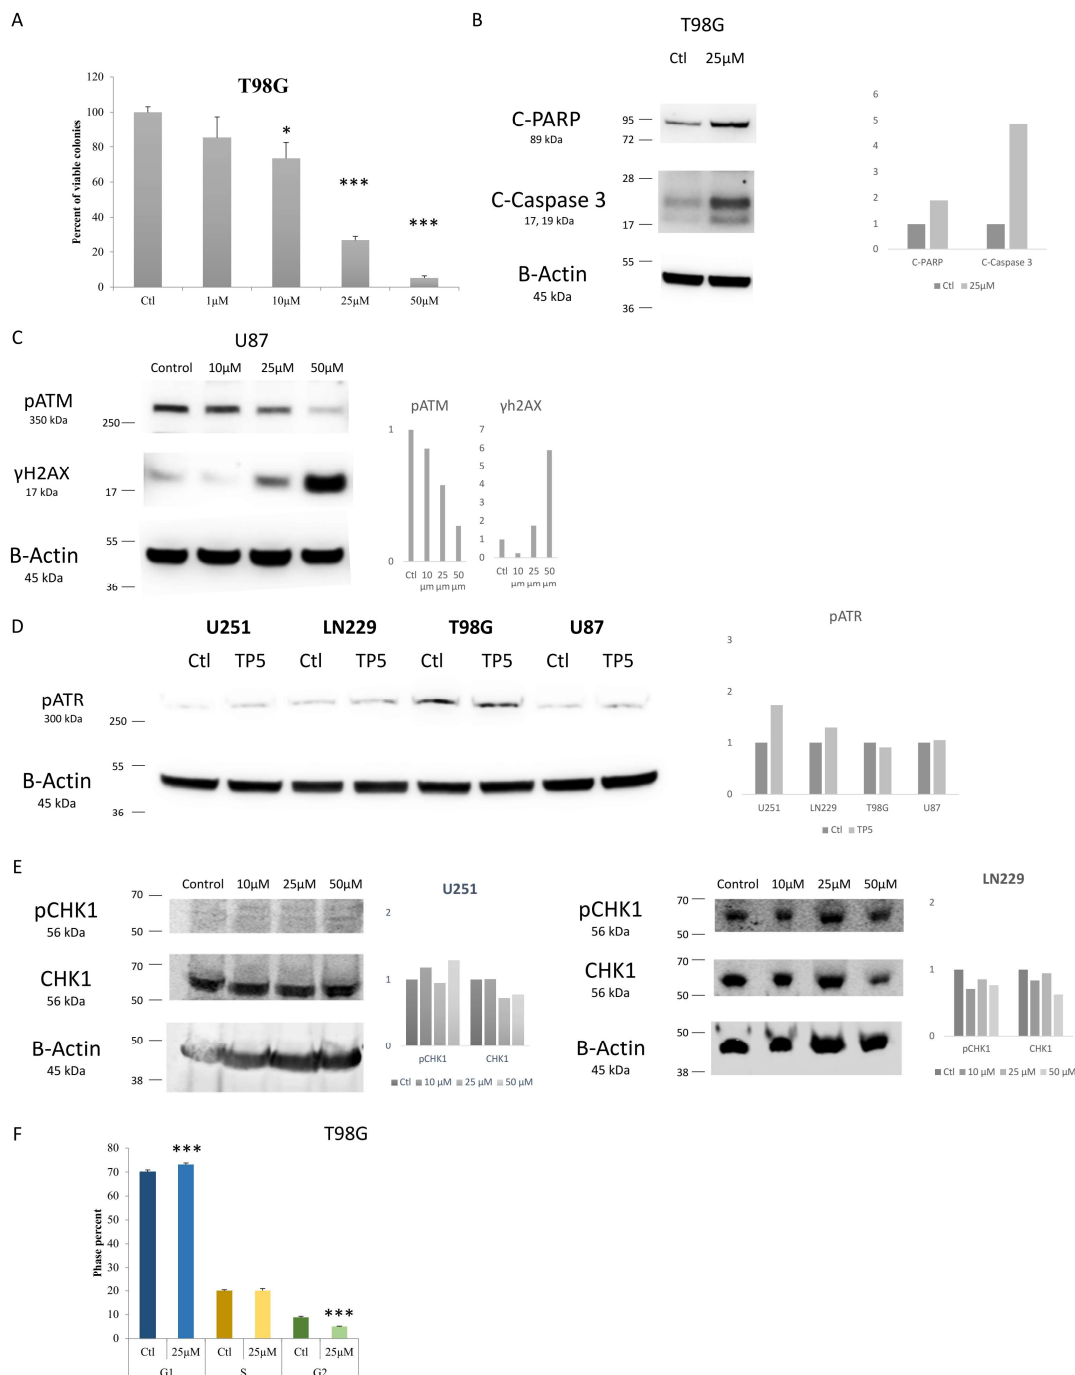 A
T98G
Percent of viable colonies
120
100
80
60
40
20
0
*
***
***
Ctl 1μM 10μM 25μM 50μM
B
T98G
Ctl 25μM
C-PARP
89 kDa
95
72
C-Caspase 3
17, 19 kDa
28
17
B-Actin
45 kDa
55
36
6
5
4
3
2
1
0
C-PARP C-Caspase 3
Ctl 25μM
C
U87
Control 10μM 25μM 50μM
pATM
350 kDa
250
γH2AX
17 kDa
17
B-Actin
45 kDa
55
36
pATM
1
0
Ctl 10 25 50
μm μm μm
γh2AX
7
6
5
4
3
2
2
1
1
0
Ctl 10 25 50
μm μm μm
D
U251 LN229 T98G U87
Ctl TP5 Ctl TP5 Ctl TP5 Ctl TP5
pATR
300 kDa
250
B-Actin
45 kDa
55
36
pATR
3
2
1
0
U251 LN229 T98G U87
Ctl TP5
E
Control 10μM 25μM 50μM
pCHK1
56 kDa
70
50
CHK1
56 kDa
70
50
B-Actin
45 kDa
50
38
U251
2
1
0
pCHK1 CHK1
Ctl 10 μM 25 μM 50 μM
Control 10μM 25μM 50μM
pCHK1
56 kDa
70
50
CHK1
56 kDa
70
50
B-Actin
45 kDa
50
38
LN229
2
1
0
pCHK1 CHK1
Ctl 10 μM 25 μM 50 μM
F
T98G
Phase percent
80
70
60
50
40
30
20
10
0
***
***
Ctl 25μM Ctl 25μM Ctl 25μM
G1 S G2